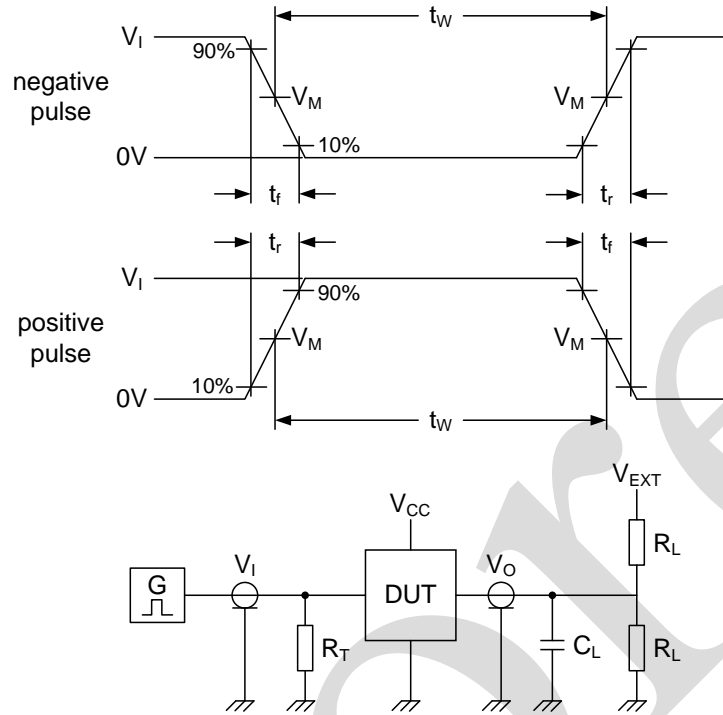 t_W
V_I
90%
negative
pulse
V_M
V_M
10%
0V
t_f
t_r
t_r
t_f
V_I
90%
positive
pulse
V_M
V_M
10%
0V
t_W
V_EXT
V_CC
R_L
V_I
V_O
G
DUT
R_T
C_L
R_L